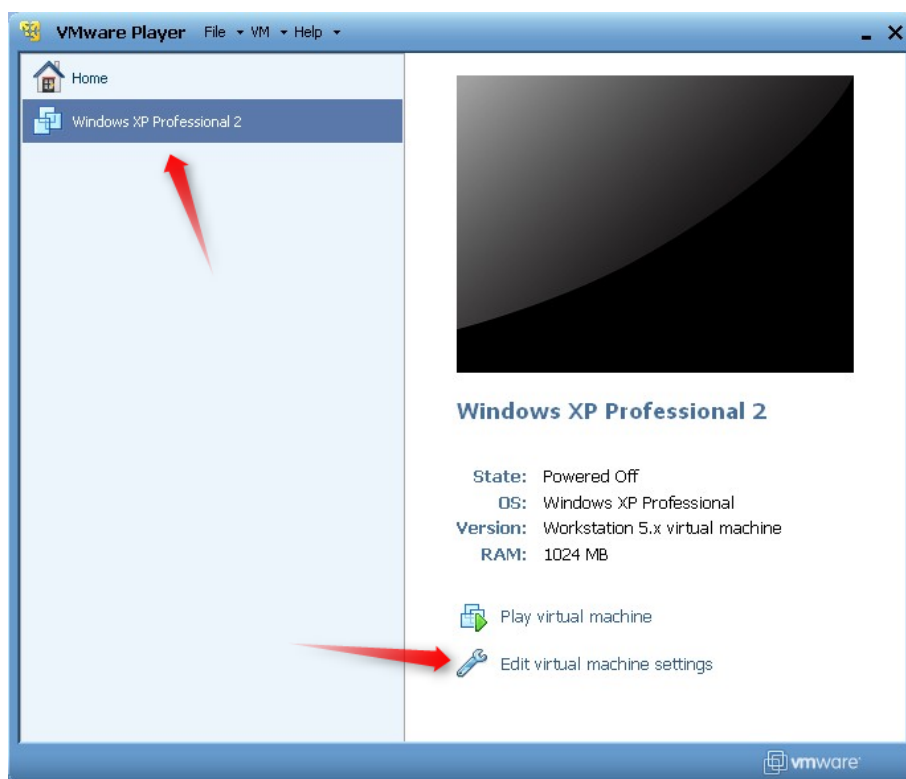 VMware Player File VM Help
Home
Windows XP Professional 2
Windows XP Professional 2
State: Powered Off
OS: Windows XP Professional
Version: Workstation 5.x virtual machine
RAM: 1024 MB
Play virtual machine
Edit virtual machine settings
vmware